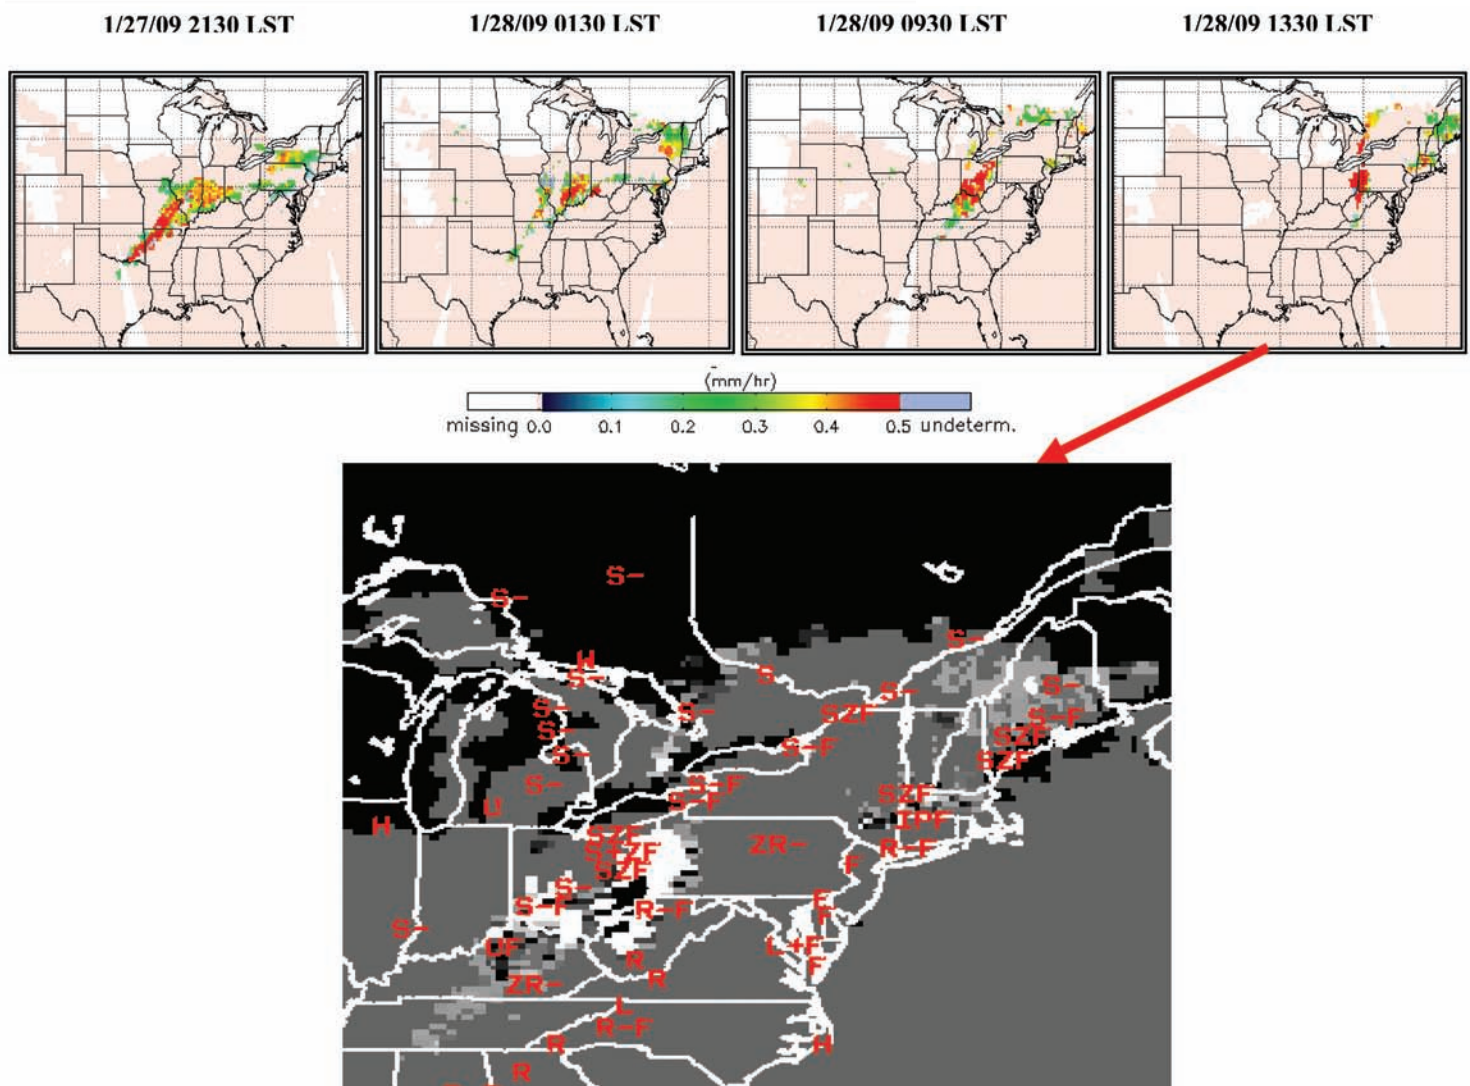 1/27/09 2130 LST
1/28/09 0130 LST
1/28/09 0930 LST
1/28/09 1330 LST
(mm/hr)
missing 0.0 0.1 0.2 0.3 0.4 0.5 undeterm.
S-
S-
S-
W
S-
S
S-
S-
S-
S-
SZF
S-F
S-
S-F
SZF
S-
SZF
S-
S-F
U
S-F
SZF
H
IPF
SZF
ZR-
R-F
S+ZF
F
SZF
S-
F
S-F
R-F
F
S-
UF
L+F
R
F
R
ZR-
L
R-F
R
H
R